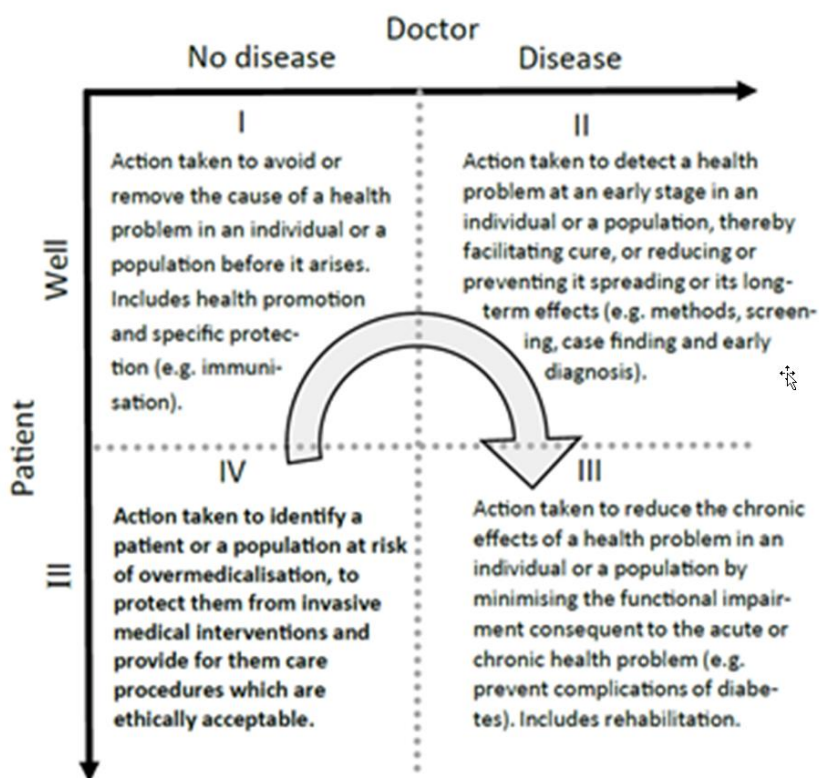 Doctor
No disease
Disease
Patient
Well
Ill
I
Action taken to avoid or
remove the cause of a health
problem in an individual or a
population before it arises.
Includes health promotion
and specific protec-
tion (e.g. immuni-
sation).
II
Action taken to detect a health
problem at an early stage in an
individual or a population, thereby
facilitating cure, or reducing or
preventing it spreading or its long-
term effects (e.g. methods, screen-
ing, case finding and early
diagnosis).
IV
Action taken to identify a
patient or a population at risk
of overmedicalisation, to
protect them from invasive
medical interventions and
provide for them care
procedures which are
ethically acceptable.
III
Action taken to reduce the chronic
effects of a health problem in an
individual or a population by
minimising the functional impair-
ment consequent to the acute or
chronic health problem (e.g.
prevent complications of diabe-
tes). Includes rehabilitation.